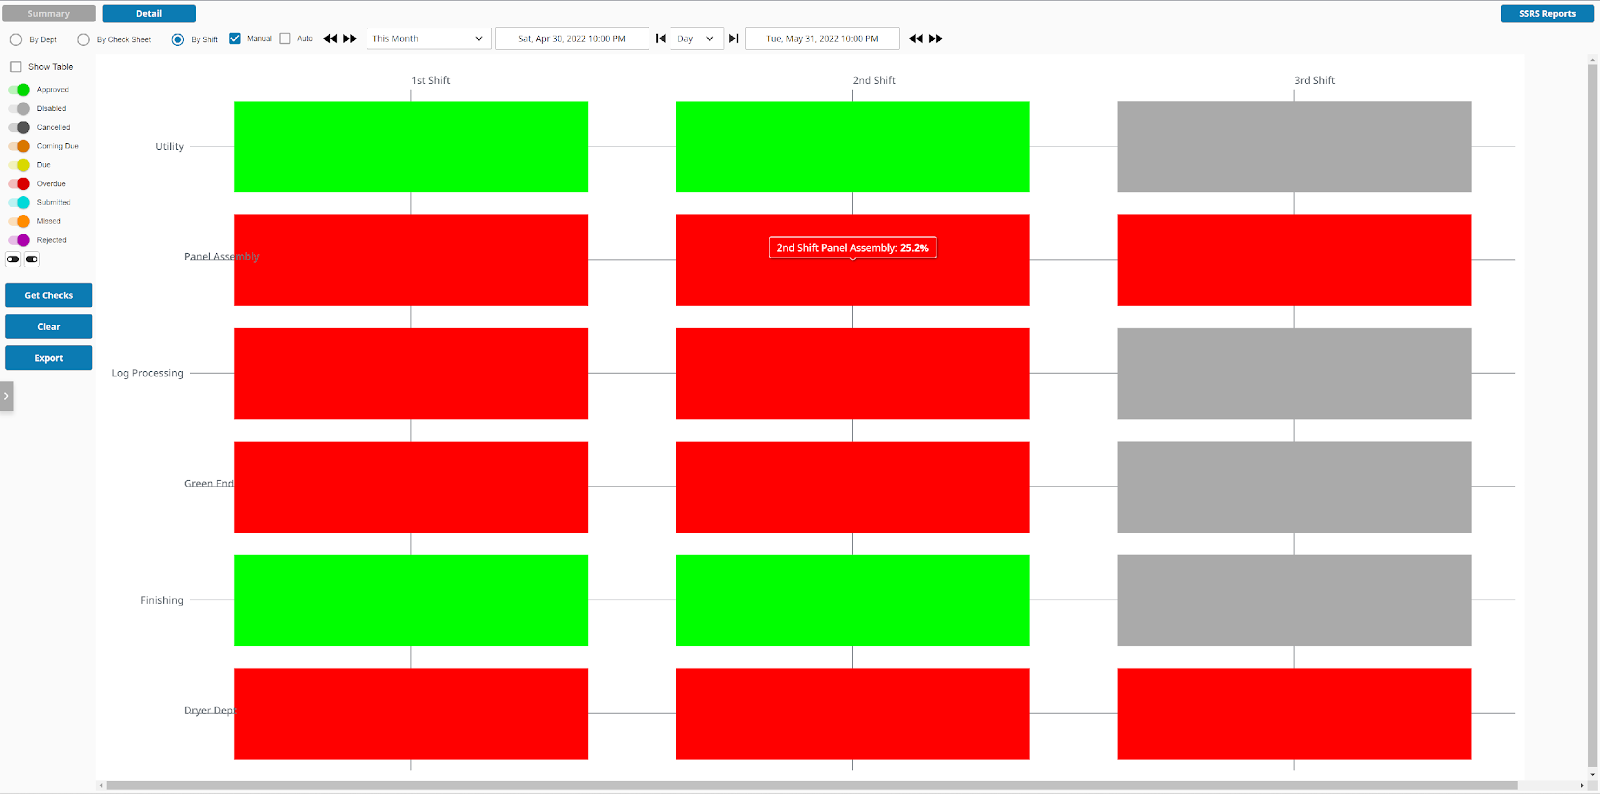 Summary Detail SSRS Reports
By Dept By Check Sheet By Shift Manual Auto This Month Sat, Apr 30, 2022 10:00 PM Day Tue, May 31, 2022 10:00 PM
Show Table
Approved
Disabled
Cancelled
Coming Due
Due
Overdue
Submitted
Missed
Rejected
Get Checks
Clear
Export
1st Shift 2nd Shift 3rd Shift
Utility
Panel Assembly
2nd Shift Panel Assembly: 25.2%
Log Processing
Green End
Finishing
Dryer Dept